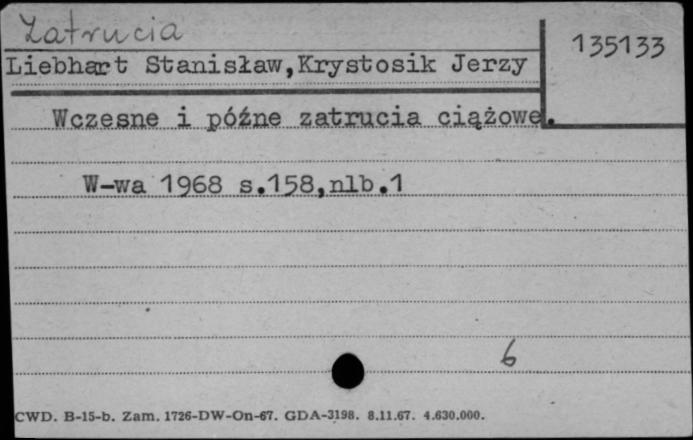 Zatrucia
135133
Liebhart Stanisław,Krystosik Jerzy
Wczesne i późne zatrucia ciążowe.
W-wa 1968 s.158,nlb.1
6
CWD. B-15-b. Zam. 1726-DW-On-67. GDA-3198. 8.11.67. 4.630.000.